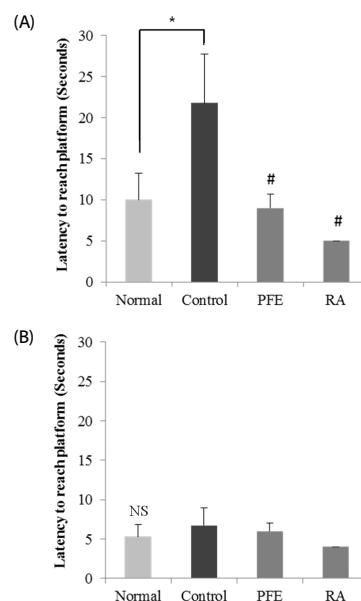 (A)
*
Latency to reach platform (Seconds)
30
25
20
15
10
5
0
#
#
Normal Control PFE RA
(B)
Latency to reach platform (Seconds)
30
25
20
15
10
5
0
NS
Normal Control PFE RA